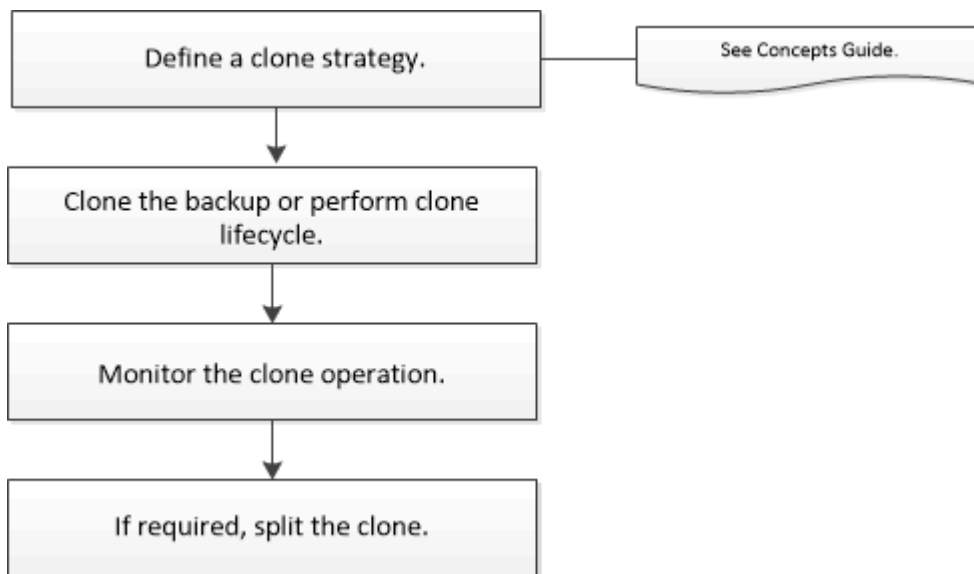 Define a clone strategy.
See Concepts Guide.
Clone the backup or perform clone
lifecycle.
Monitor the clone operation.
If required, split the clone.